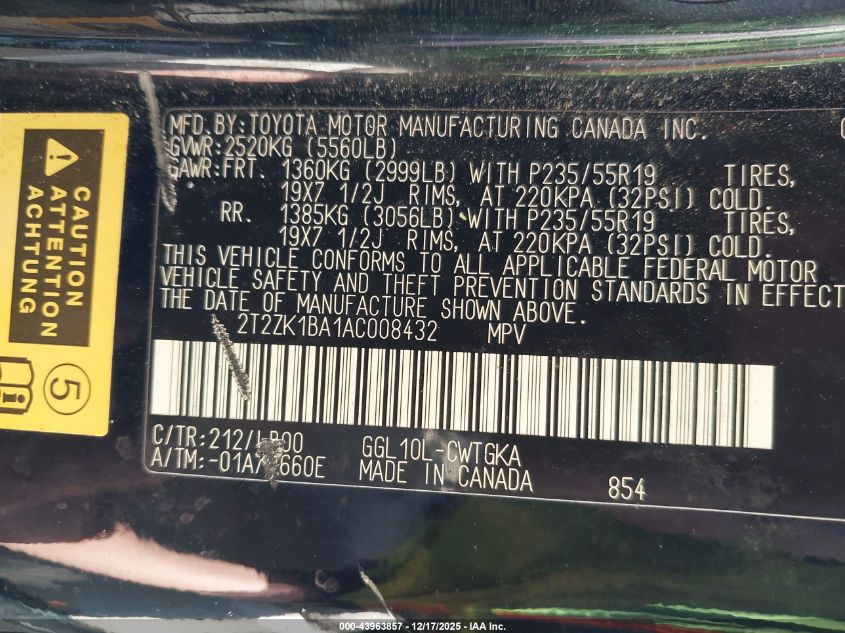 MFD.BY:TOYOTA MOTOR MANUFACTURING CANADA INC.
GVWR:2520KG (5560LB)
GAWR:FRT. 1360KG (2999LB) WITH P235/55R19 TIRES,
19X7 1/2J RIMS, AT 220KPA (32PSI) COLD.
RR. 1385KG (3056LB) WITH P235/55R19 TIRES,
19X7 1/2J RIMS, AT 220KPA (32PSI) COLD.
THIS VEHICLE CONFORMS TO ALL APPLICABLE FEDERAL MOTOR
VEHICLE SAFETY AND THEFT PREVENTION STANDARDS IN EFFECT
THE DATE OF MANUFACTURE SHOWN ABOVE.
2T2ZK1BA1AC008432 MPV
C/TR:212/ GGL10L-CWTGKA
A/TM:-01A/ MADE IN CANADA 854
CAUTION
ATTENTION
ACHTUNG
5
000-43963857 - 12/17/2025 - IAA Inc.